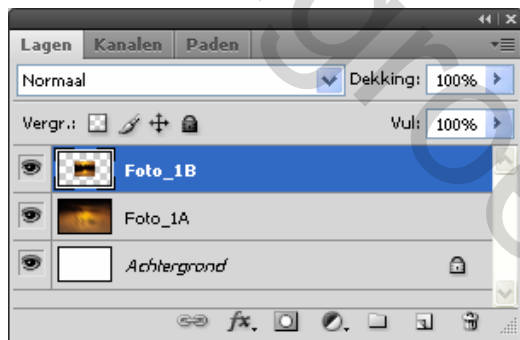 Lagen Kanalen Paden
Normaal Dekking: 100%
Vergr.: Vul: 100%
Foto_1B
Foto_1A
Achtergrond
fx.